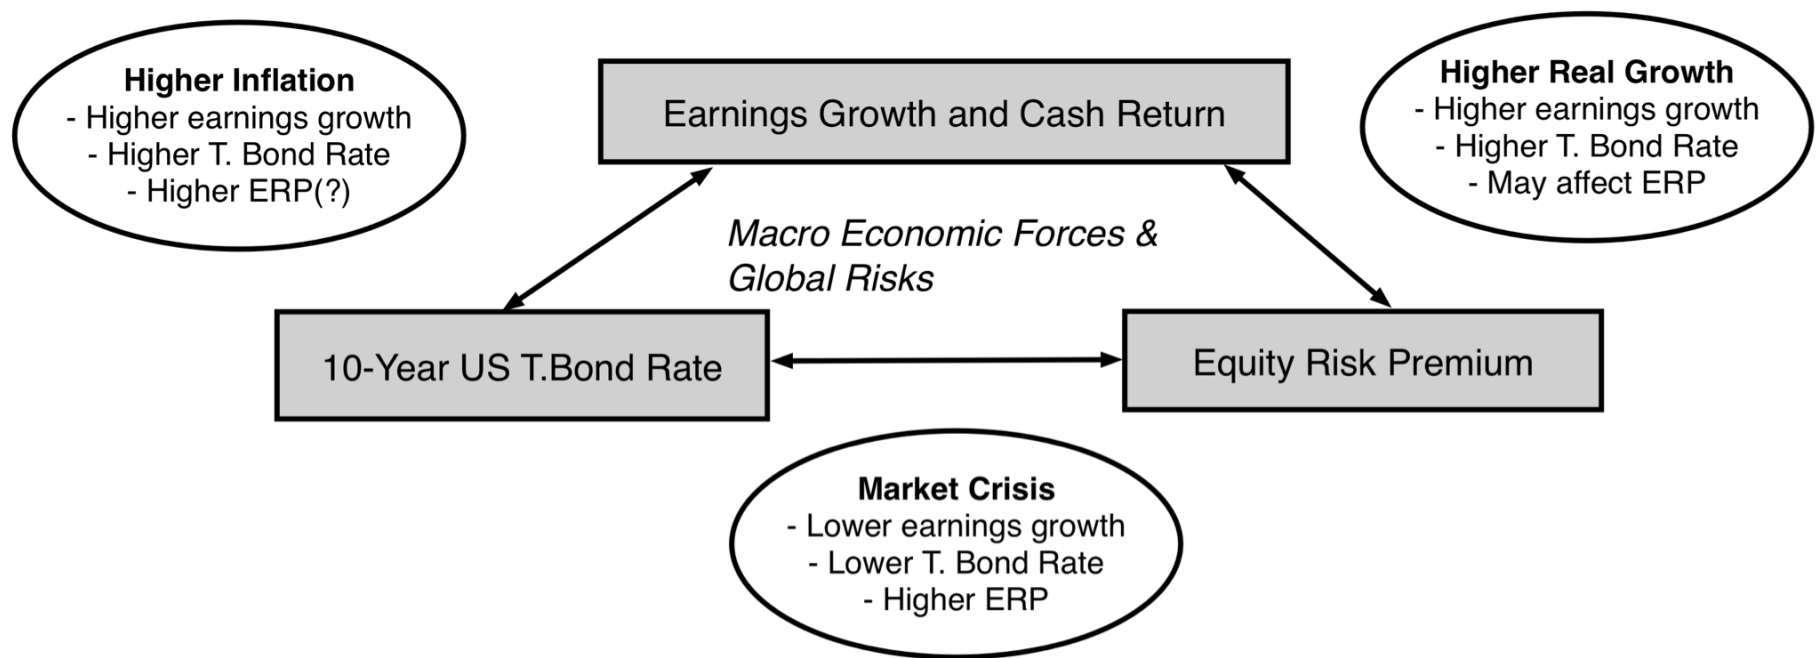 Higher Inflation
- Higher earnings growth
- Higher T. Bond Rate
- Higher ERP(?)
Earnings Growth and Cash Return
Higher Real Growth
- Higher earnings growth
- Higher T. Bond Rate
- May affect ERP
Macro Economic Forces &
Global Risks
10-Year US T.Bond Rate
Equity Risk Premium
Market Crisis
- Lower earnings growth
- Lower T. Bond Rate
- Higher ERP